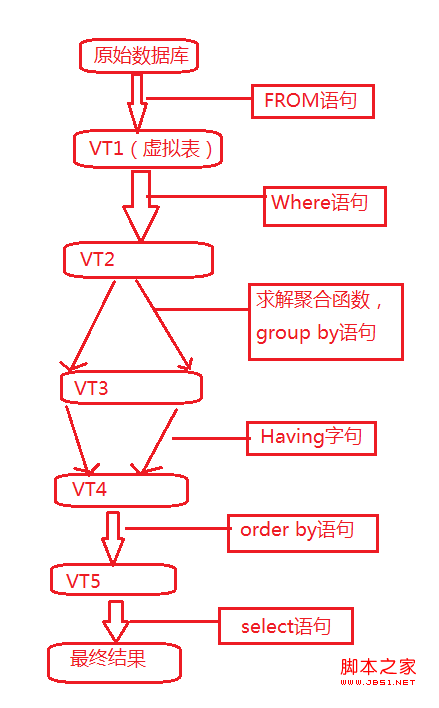 原始数据库
FROM语句
VT1（虚拟表）
Where语句
VT2
求解聚合函数，
group by语句
VT3
Having字句
VT4
order by语句
VT5
select语句
最终结果
脚本之家
www.JB51.NET